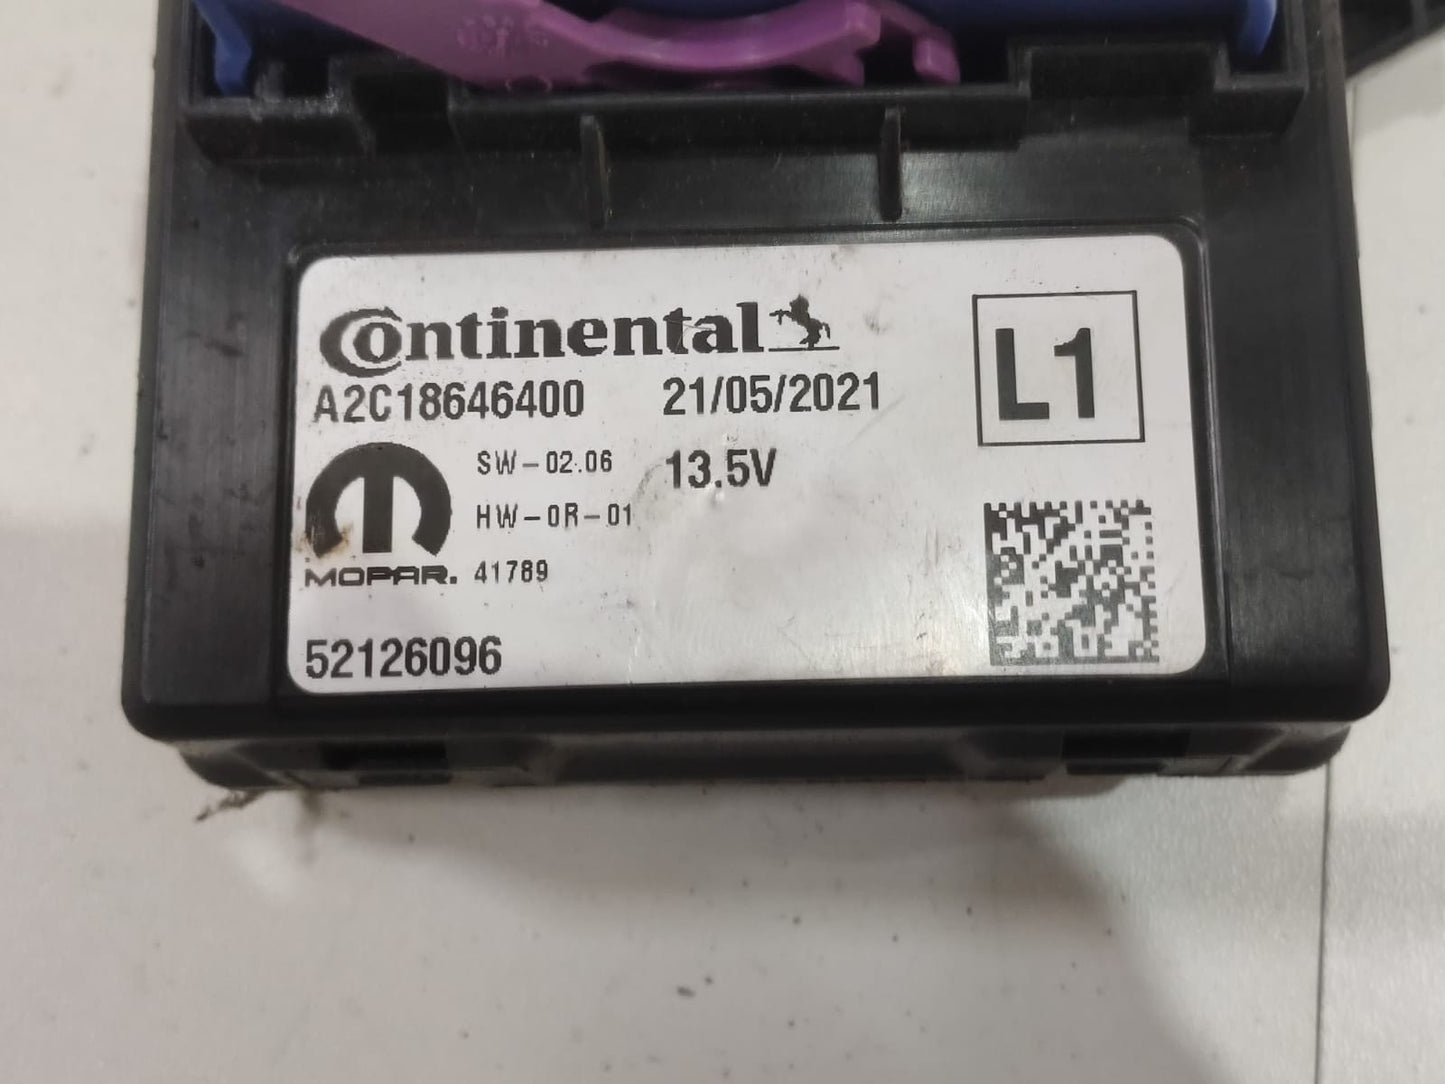 Continental
A2C18646400 21/05/2021
L1
SW-02.06 13.5V
HW-0R-01
MOPAR. 41789
52126096